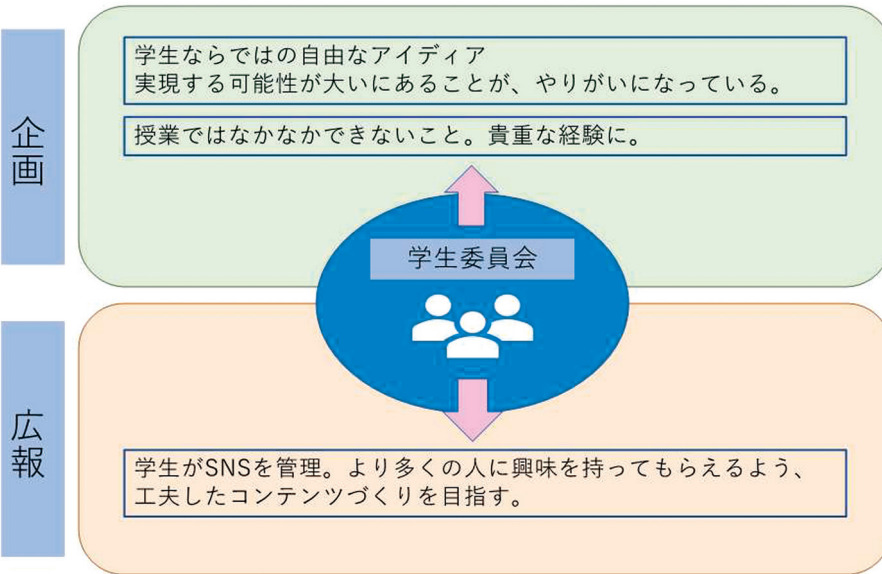 企画
学生ならではの自由なアイディア
実現する可能性が大いにあることが、やりがいになっている。
授業ではなかなかできないこと。貴重な経験に。
学生委員会
広報
学生がSNSを管理。より多くの人に興味を持ってもらえるよう、
工夫したコンテンツづくりを目指す。